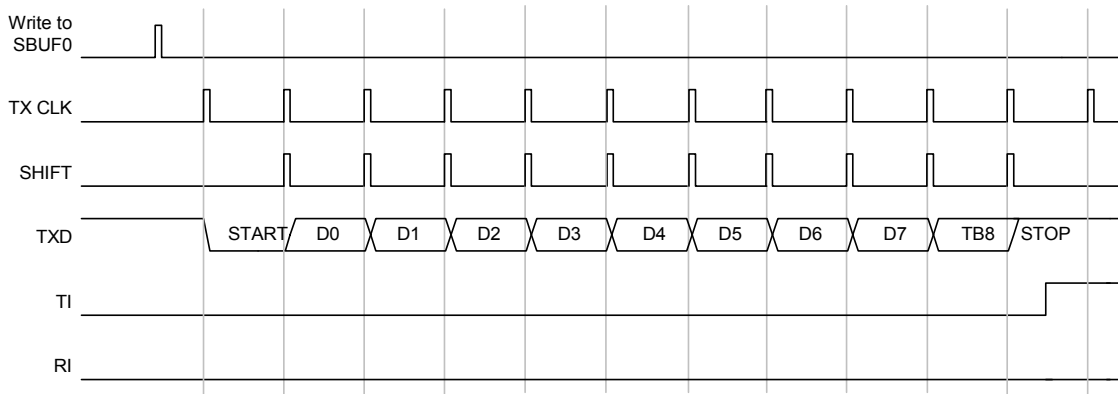 Write to
SBUF0
TX CLK
SHIFT
TXD START D0 D1 D2 D3 D4 D5 D6 D7 TB8 STOP
TI
RI